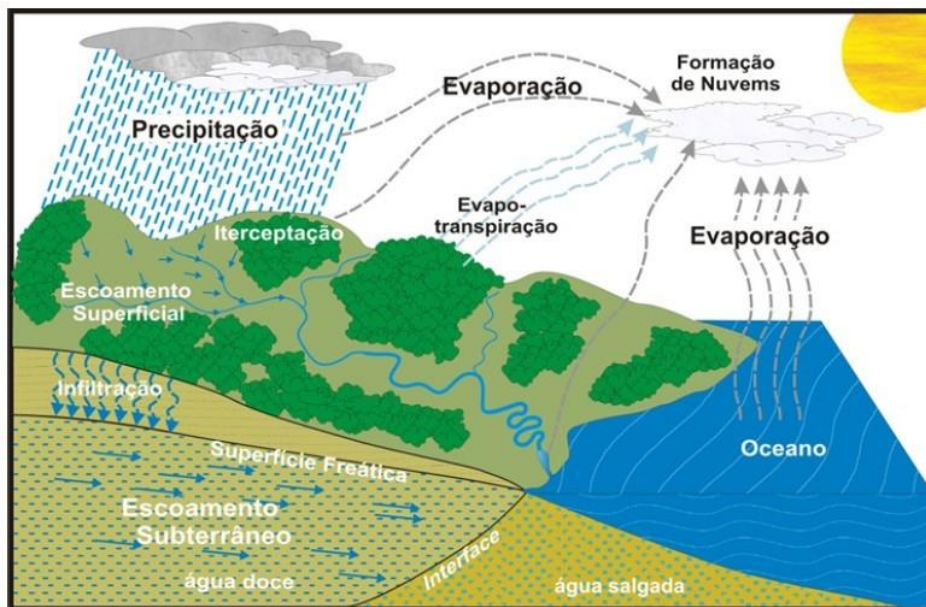 Formação
de Nuvems
Evaporação
Precipitação
Evapo-
transpiração
Iterceptação
Evaporação
Escoamento
Superficial
Infiltração
Oceano
Superfície Freática
Escoamento
Subterrâneo
Interface
água doce
água salgada